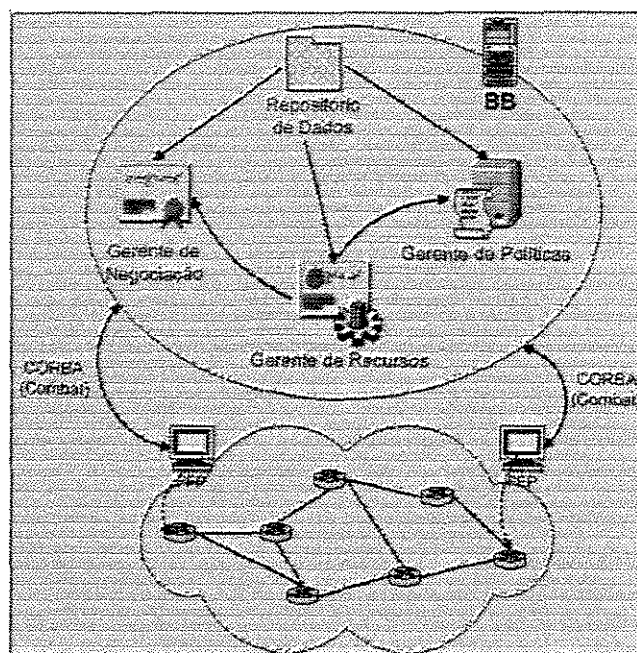 BB
Repositório
de Dados
Gerente de
Negociação
Gerente de Políticas
Gerente de Recursos
CORBA
(Combat)
CORBA
(Combat)
PEP
PEP